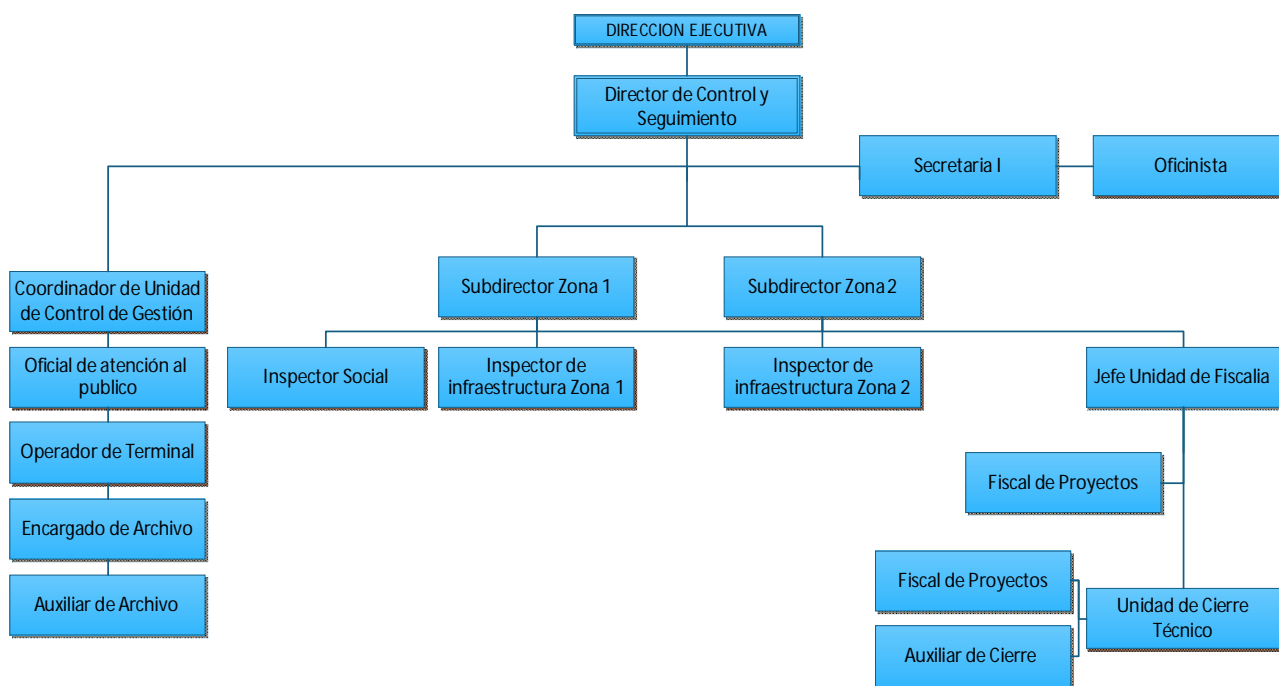 DIRECCION EJECUTIVA
Director de Control y
Seguimiento
Secretaria I
Oficinista
Subdirector Zona 1
Subdirector Zona 2
Coordinador de Unidad
de Control de Gestión
Oficial de atención al
publico
Inspector Social
Inspector de
infraestructura Zona 1
Inspector de
infraestructura Zona 2
Jefe Unidad de Fiscalia
Operador de Terminal
Fiscal de Proyectos
Encargado de Archivo
Auxiliar de Archivo
Fiscal de Proyectos
Unidad de Cierre
Técnico
Auxiliar de Cierre